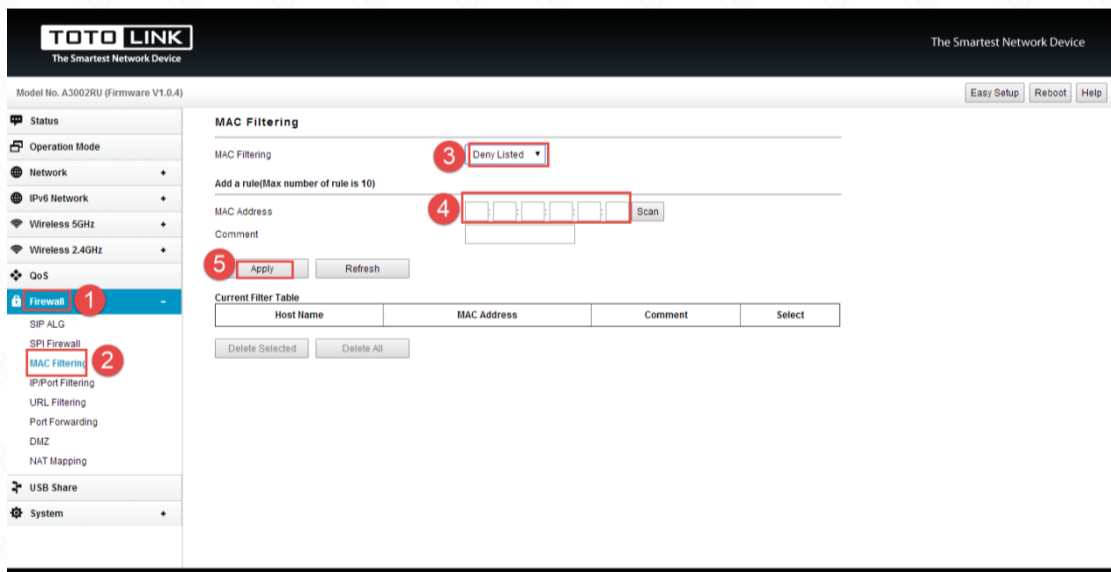 TOTO LINK
The Smartest Network Device
The Smartest Network Device
Model No. A3002RU (Firmware V1.0.4)
Easy Setup Reboot Help
Status
Operation Mode
Network +
IPv6 Network +
Wireless 5GHz +
Wireless 2.4GHz +
QoS
Firewall 1 -
SIP ALG
SPI Firewall
MAC Filtering 2
IP/Port Filtering
URL Filtering
Port Forwarding
DMZ
NAT Mapping
USB Share
System +
MAC Filtering
MAC Filtering 3 Deny Listed
Add a rule(Max number of rule is 10)
MAC Address 4 : : : : : Scan
Comment
5 Apply Refresh
Current Filter Table
Host Name MAC Address Comment Select
Delete Selected Delete All